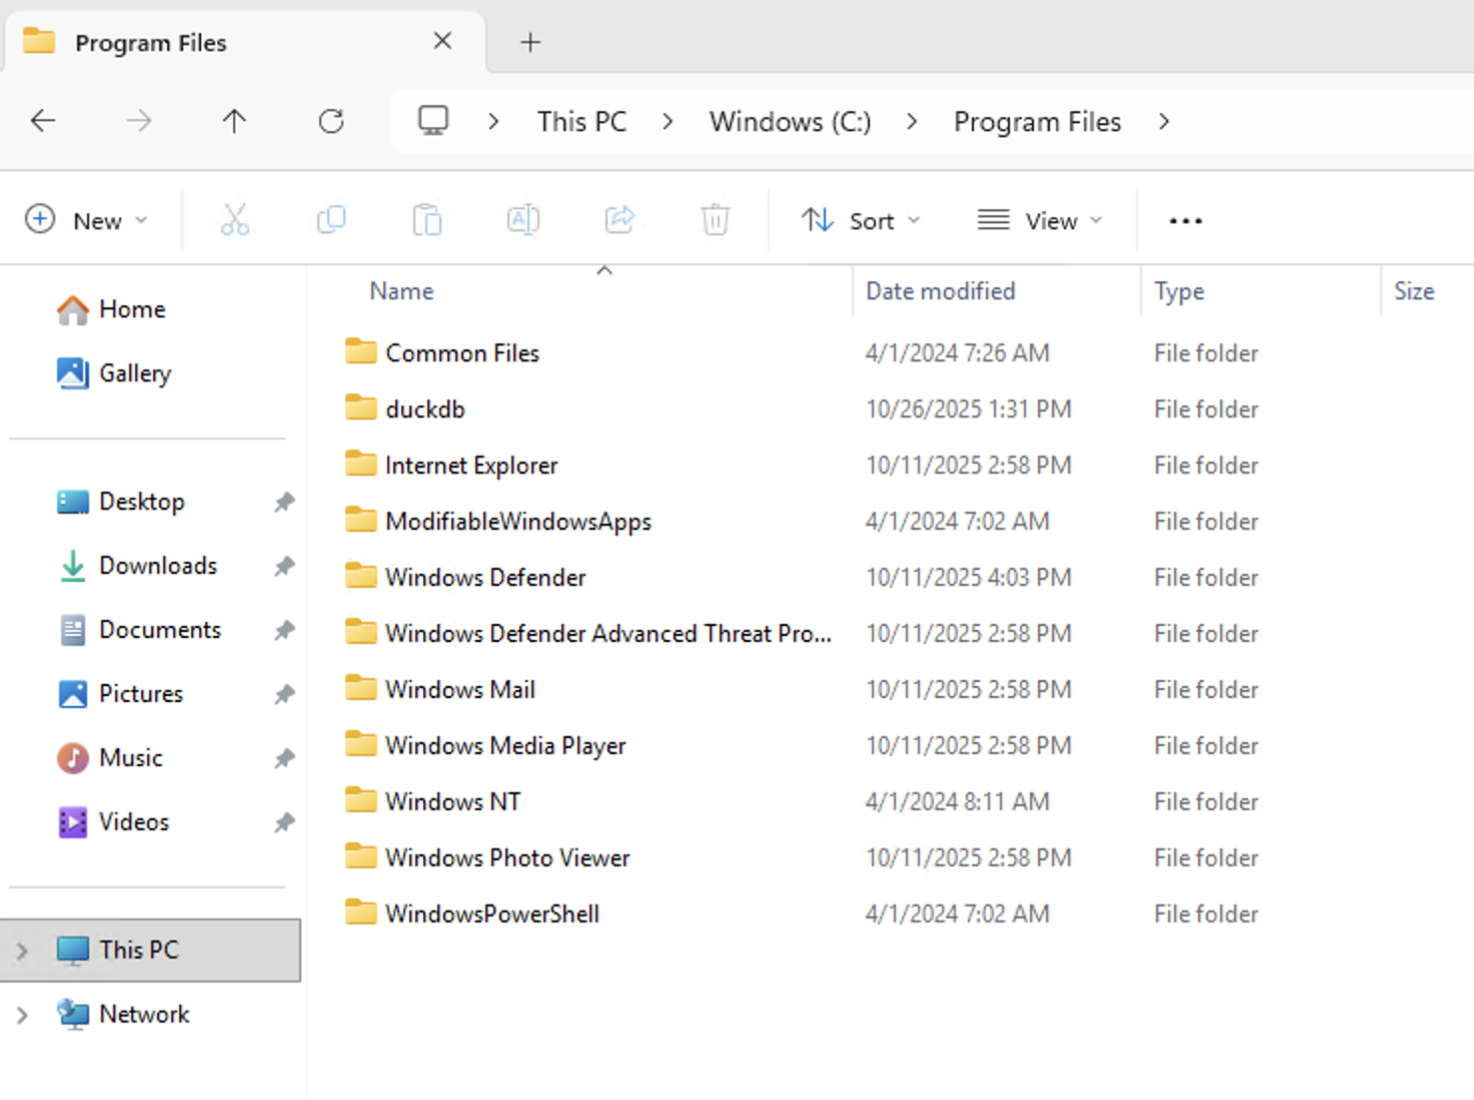 Program Files
This PC > Windows (C:) > Program Files >
New Sort View
Name Date modified Type Size
Home
Gallery
Desktop
Downloads
Documents
Pictures
Music
Videos
This PC
Network
Common Files 4/1/2024 7:26 AM File folder
duckdb 10/26/2025 1:31 PM File folder
Internet Explorer 10/11/2025 2:58 PM File folder
ModifiableWindowsApps 4/1/2024 7:02 AM File folder
Windows Defender 10/11/2025 4:03 PM File folder
Windows Defender Advanced Threat Pro... 10/11/2025 2:58 PM File folder
Windows Mail 10/11/2025 2:58 PM File folder
Windows Media Player 10/11/2025 2:58 PM File folder
Windows NT 4/1/2024 8:11 AM File folder
Windows Photo Viewer 10/11/2025 2:58 PM File folder
WindowsPowerShell 4/1/2024 7:02 AM File folder